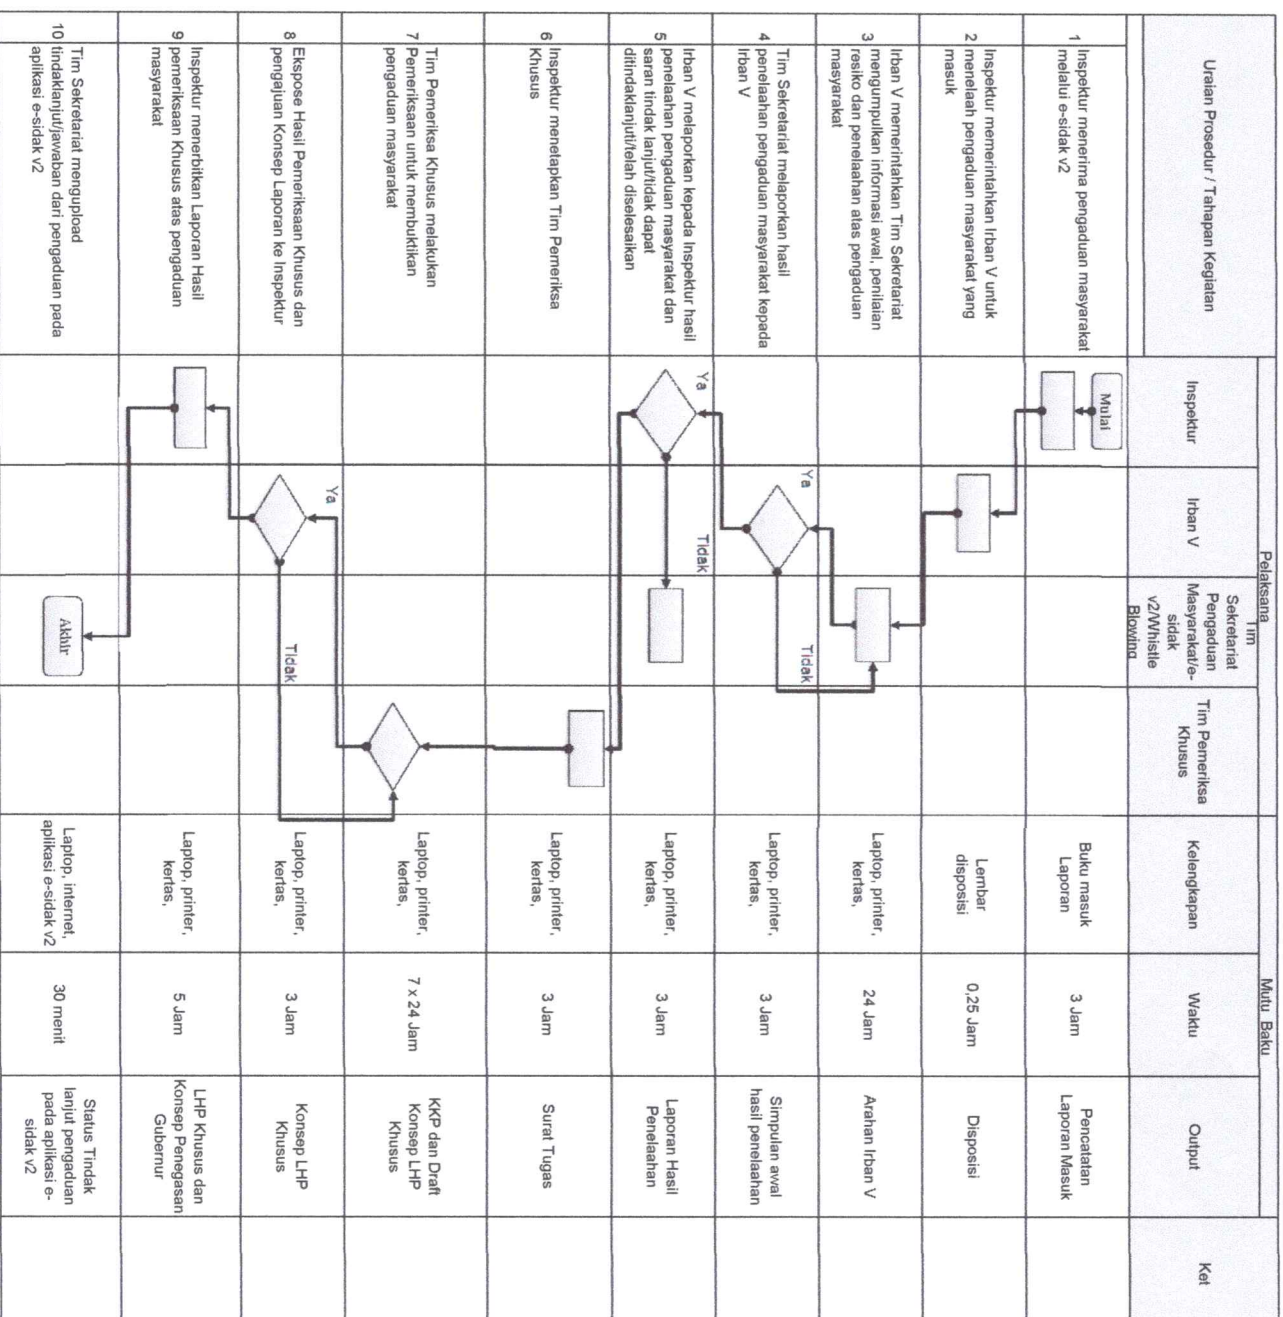 Uraian Prosedur / Tahapan Kegiatan
Pelaksana
Mutu Baku
Ket
Inspektur
Irban V
Tim
Sekretariat
Pengaduan
Masyarakat/e-
sidak
v2/Whistle
Blowing
Tim Pemeriksa
Khusus
Kelengkapan
Waktu
Output
1
Inspektur menerima pengaduan masyarakat
melalui e-sidak v2
Mulai
Buku masuk
Laporan
3 Jam
Pencatatan
Laporan Masuk
2
Inspektur memerintahkan Irban V untuk
menelaah pengaduan masyarakat yang
masuk
Lembar
disposisi
0,25 Jam
Disposisi
3
Irban V memerintahkan Tim Sekretariat
mengumpulkan informasi awal, penilaian
resiko dan penelaahan atas pengaduan
masyarakat
Laptop, printer,
kertas,
24 Jam
Arahan Irban V
4
Tim Sekretariat melaporkan hasil
penelaahan pengaduan masyarakat kepada
Irban V
Ya
Tidak
Laptop, printer,
kertas,
3 Jam
Simpulan awal
hasil penelaahan
5
Irban V melaporkan kepada Inspektur hasil
penelaahan pengaduan masyarakat dan
saran tindak lanjut/tidak dapat
ditindaklanjuti/telah diselesaikan
Ya
Tidak
Laptop, printer,
kertas,
3 Jam
Laporan Hasil
Penelaahan
6
Inspektur menetapkan Tim Pemeriksa
Khusus
Laptop, printer,
kertas,
3 Jam
Surat Tugas
7
Tim Pemeriksa Khusus melakukan
Pemeriksaan untuk membuktikan
pengaduan masyarakat
Laptop, printer,
kertas,
7 x 24 Jam
KKP dan Draft
Konsep LHP
Khusus
8
Ekspose Hasil Pemeriksaan Khusus dan
pengajuan Konsep Laporan ke Inspektur
Ya
Tidak
Laptop, printer,
kertas,
3 Jam
Konsep LHP
Khusus
9
Inspektur menerbitkan Laporan Hasil
pemeriksaan Khusus atas pengaduan
masyarakat
Laptop, printer,
kertas,
5 Jam
LHP Khusus dan
Konsep Penegasan
Gubernur
10
Tim Sekretariat mengupload
tindaklanjut/jawaban dari pengaduan pada
aplikasi e-sidak v2
Akhir
Laptop, internet,
aplikasi e-sidak v2
30 menit
Status Tindak
lanjut pengaduan
pada aplikasi e-
sidak v2